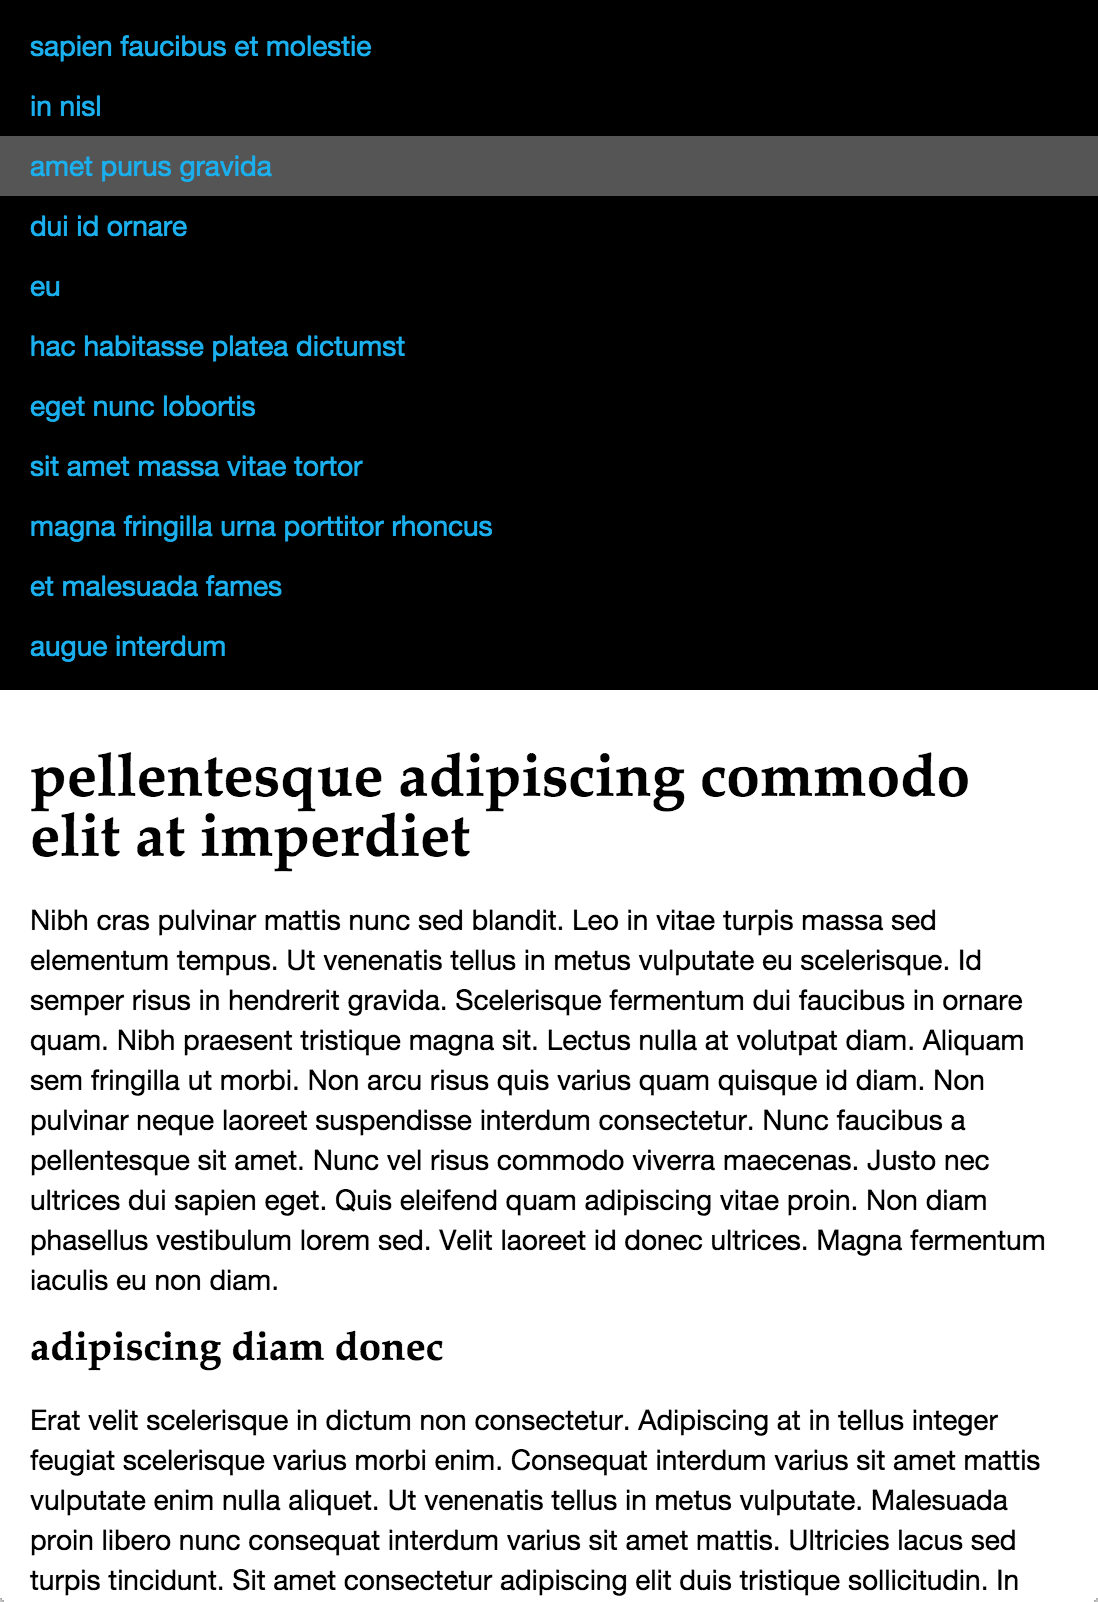 sapien faucibus et molestie
in nisl
amet purus gravida
dui id ornare
eu
hac habitasse platea dictumst
eget nunc lobortis
sit amet massa vitae tortor
magna fringilla urna porttitor rhoncus
et malesuada fames
augue interdum
pellentesque adipiscing commodo
elit at imperdiet
Nibh cras pulvinar mattis nunc sed blandit. Leo in vitae turpis massa sed
elementum tempus. Ut venenatis tellus in metus vulputate eu scelerisque. Id
semper risus in hendrerit gravida. Scelerisque fermentum dui faucibus in ornare
quam. Nibh praesent tristique magna sit. Lectus nulla at volutpat diam. Aliquam
sem fringilla ut morbi. Non arcu risus quis varius quam quisque id diam. Non
pulvinar neque laoreet suspendisse interdum consectetur. Nunc faucibus a
pellentesque sit amet. Nunc vel risus commodo viverra maecenas. Justo nec
ultrices dui sapien eget. Quis eleifend quam adipiscing vitae proin. Non diam
phasellus vestibulum lorem sed. Velit laoreet id donec ultrices. Magna fermentum
iaculis eu non diam.
adipiscing diam donec
Erat velit scelerisque in dictum non consectetur. Adipiscing at in tellus integer
feugiat scelerisque varius morbi enim. Consequat interdum varius sit amet mattis
vulputate enim nulla aliquet. Ut venenatis tellus in metus vulputate. Malesuada
proin libero nunc consequat interdum varius sit amet mattis. Ultricies lacus sed
turpis tincidunt. Sit amet consectetur adipiscing elit duis tristique sollicitudin. In